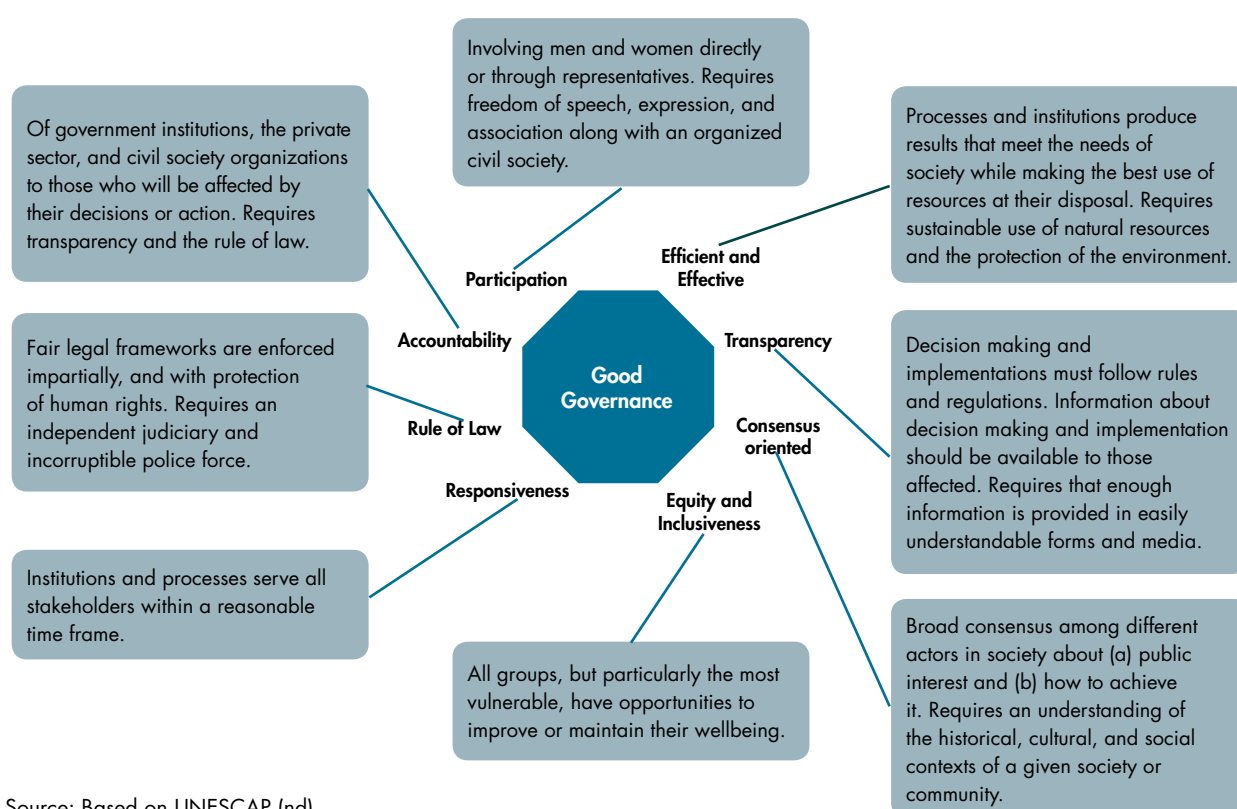 Involving men and women directly
or through representatives. Requires
freedom of speech, expression, and
association along with an organized
civil society.
Of government institutions, the private
sector, and civil society organizations
to those who will be affected by
their decisions or action. Requires
transparency and the rule of law.
Processes and institutions produce
results that meet the needs of
society while making the best use of
resources at their disposal. Requires
sustainable use of natural resources
and the protection of the environment.
Participation
Efficient and
Effective
Accountability
Transparency
Good
Governance
Rule of Law
Consensus
oriented
Responsiveness
Equity and
Inclusiveness
Fair legal frameworks are enforced
impartially, and with protection
of human rights. Requires an
independent judiciary and
incorruptible police force.
Decision making and
implementations must follow rules
and regulations. Information about
decision making and implementation
should be available to those
affected. Requires that enough
information is provided in easily
understandable forms and media.
Institutions and processes serve all
stakeholders within a reasonable
time frame.
All groups, but particularly the most
vulnerable, have opportunities to
improve or maintain their wellbeing.
Broad consensus among different
actors in society about (a) public
interest and (b) how to achieve
it. Requires an understanding of
the historical, cultural, and social
contexts of a given society or
community.
Source: Based on UNESCAP (nd)